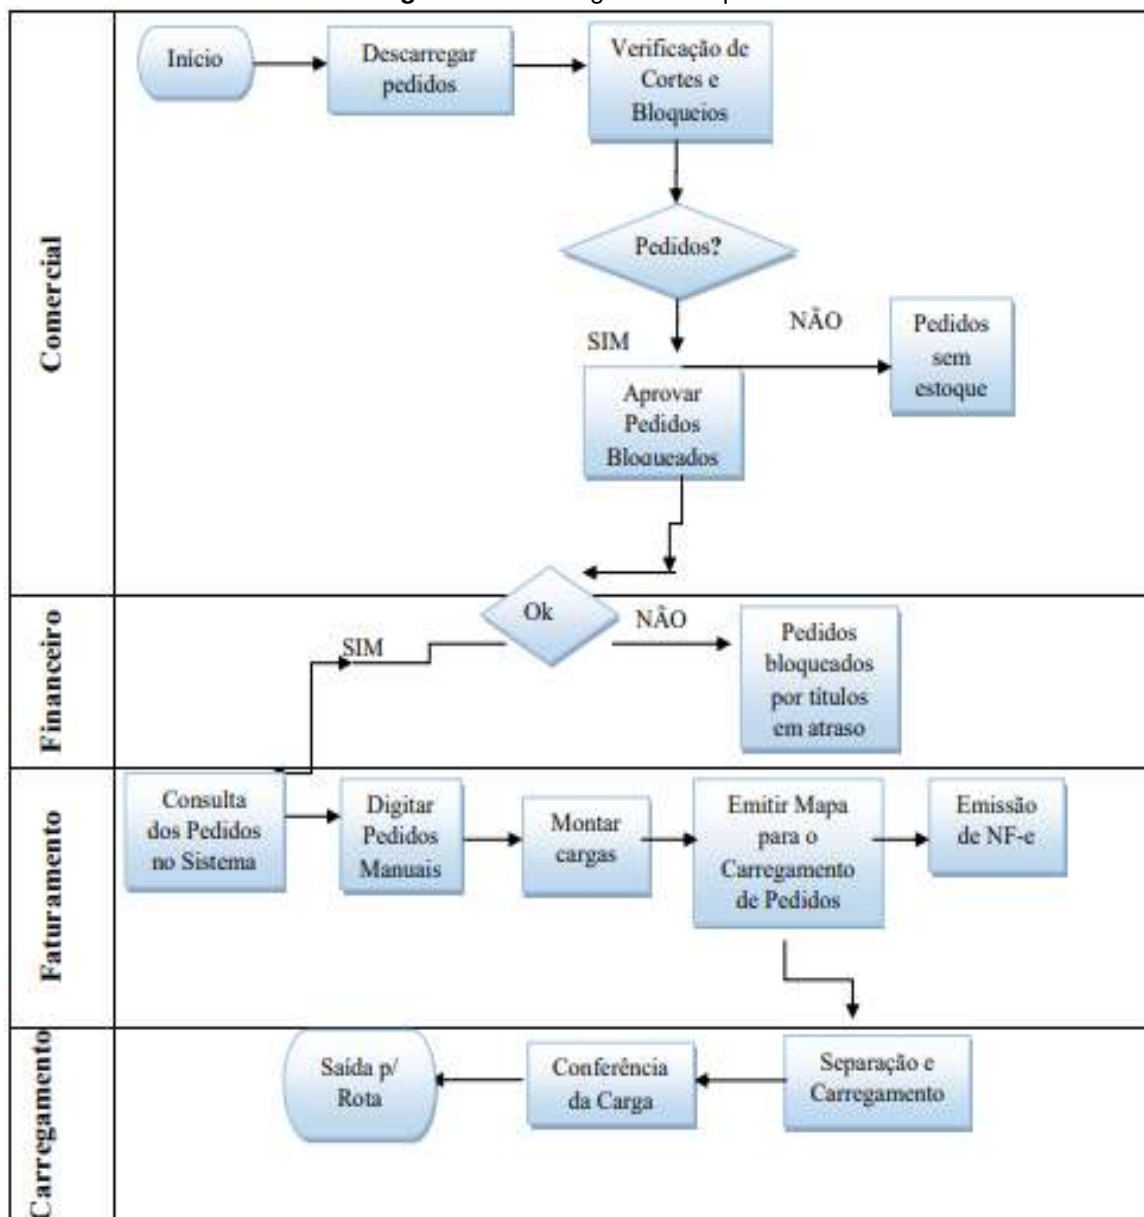 Início
Descarregar
pedidos
Verificação de
Cortes e
Bloqueios
Comercial
Pedidos?
SIM
NÃO
Pedidos
sem
estoque
Aprovar
Pedidos
Bloqueados
Financeiro
Ok
SIM
NÃO
Pedidos
bloqueados
por títulos
em atraso
Faturamento
Consulta
dos Pedidos
no Sistema
Digitar
Pedidos
Manuais
Montar
cargas
Emitir Mapa
para o
Carregamento
de Pedidos
Emissão
de NF-e
Carregamento
Saída p/
Rota
Conferência
da Carga
Separação e
Carregamento